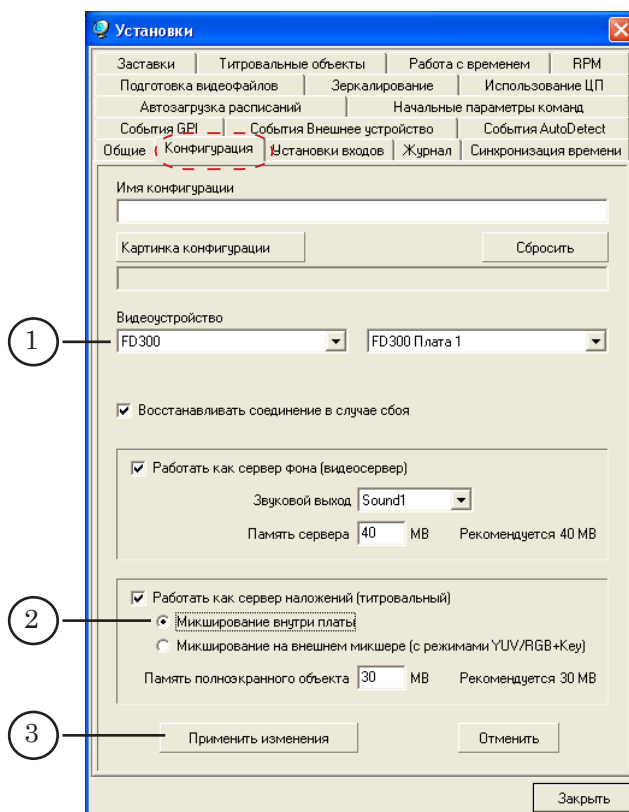 Установки
Заставки Титровальные объекты Работа с временем RPM
Подготовка видеофайлов Зеркалирование Использование ЦП
Автозагрузка расписаний Начальные параметры команд
События GPI События Внешнее устройство События AutoDetect
Общие Конфигурация Установки входов Журнал Синхронизация времени
Имя конфигурации
Картинка конфигурации Сбросить
Видеоустройство
1 FD300 FD300 Плата 1
Восстанавливать соединение в случае сбоя
Работать как сервер фона (видеосервер)
Звуковой выход Sound1
Память сервера 40 MB Рекомендуется 40 MB
Работать как сервер наложений (титровальный)
2 Микширование внутри платы
Микширование на внешнем микшере (с режимами YUV/RGB+Key)
Память полноэкранного объекта 30 MB Рекомендуется 30 MB
3 Применить изменения Отменить
Закрыть